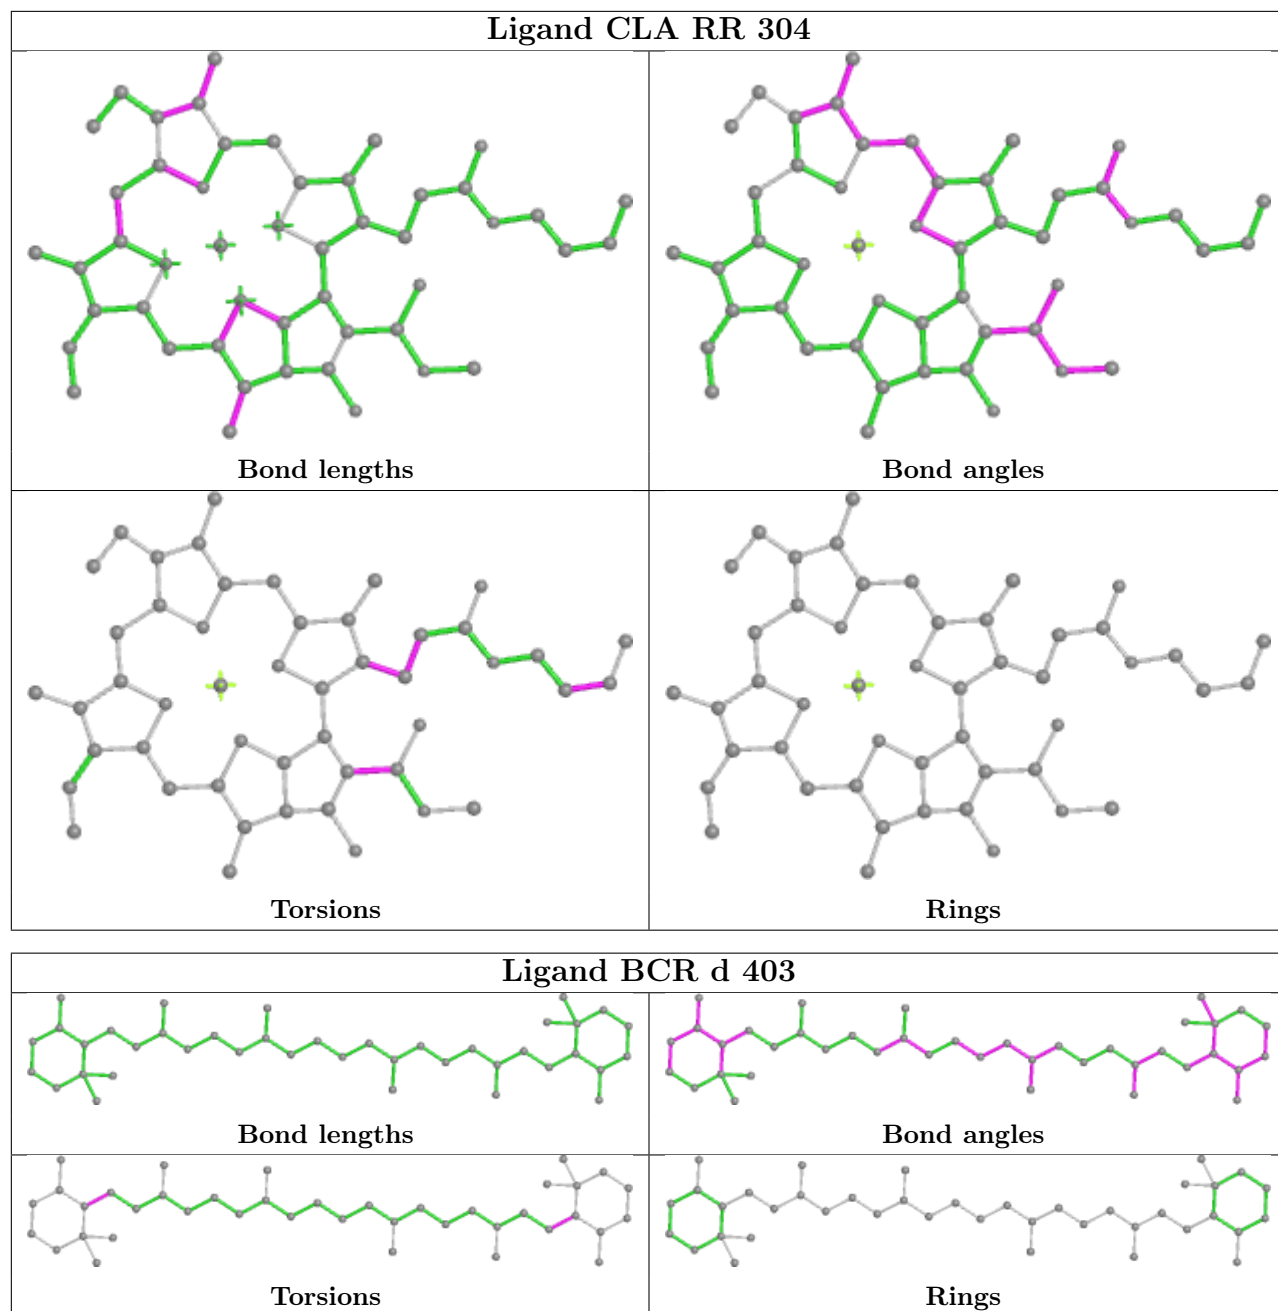 Ligand CLA RR 304
Bond lengths
Bond angles
Torsions
Rings
Ligand BCR d 403
Bond lengths
Bond angles
Torsions
Rings